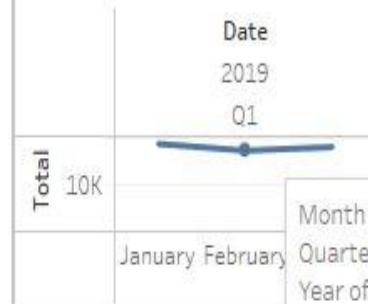 Date
2019
Q1
Total
10K
January February
Month
Quarte
Year of